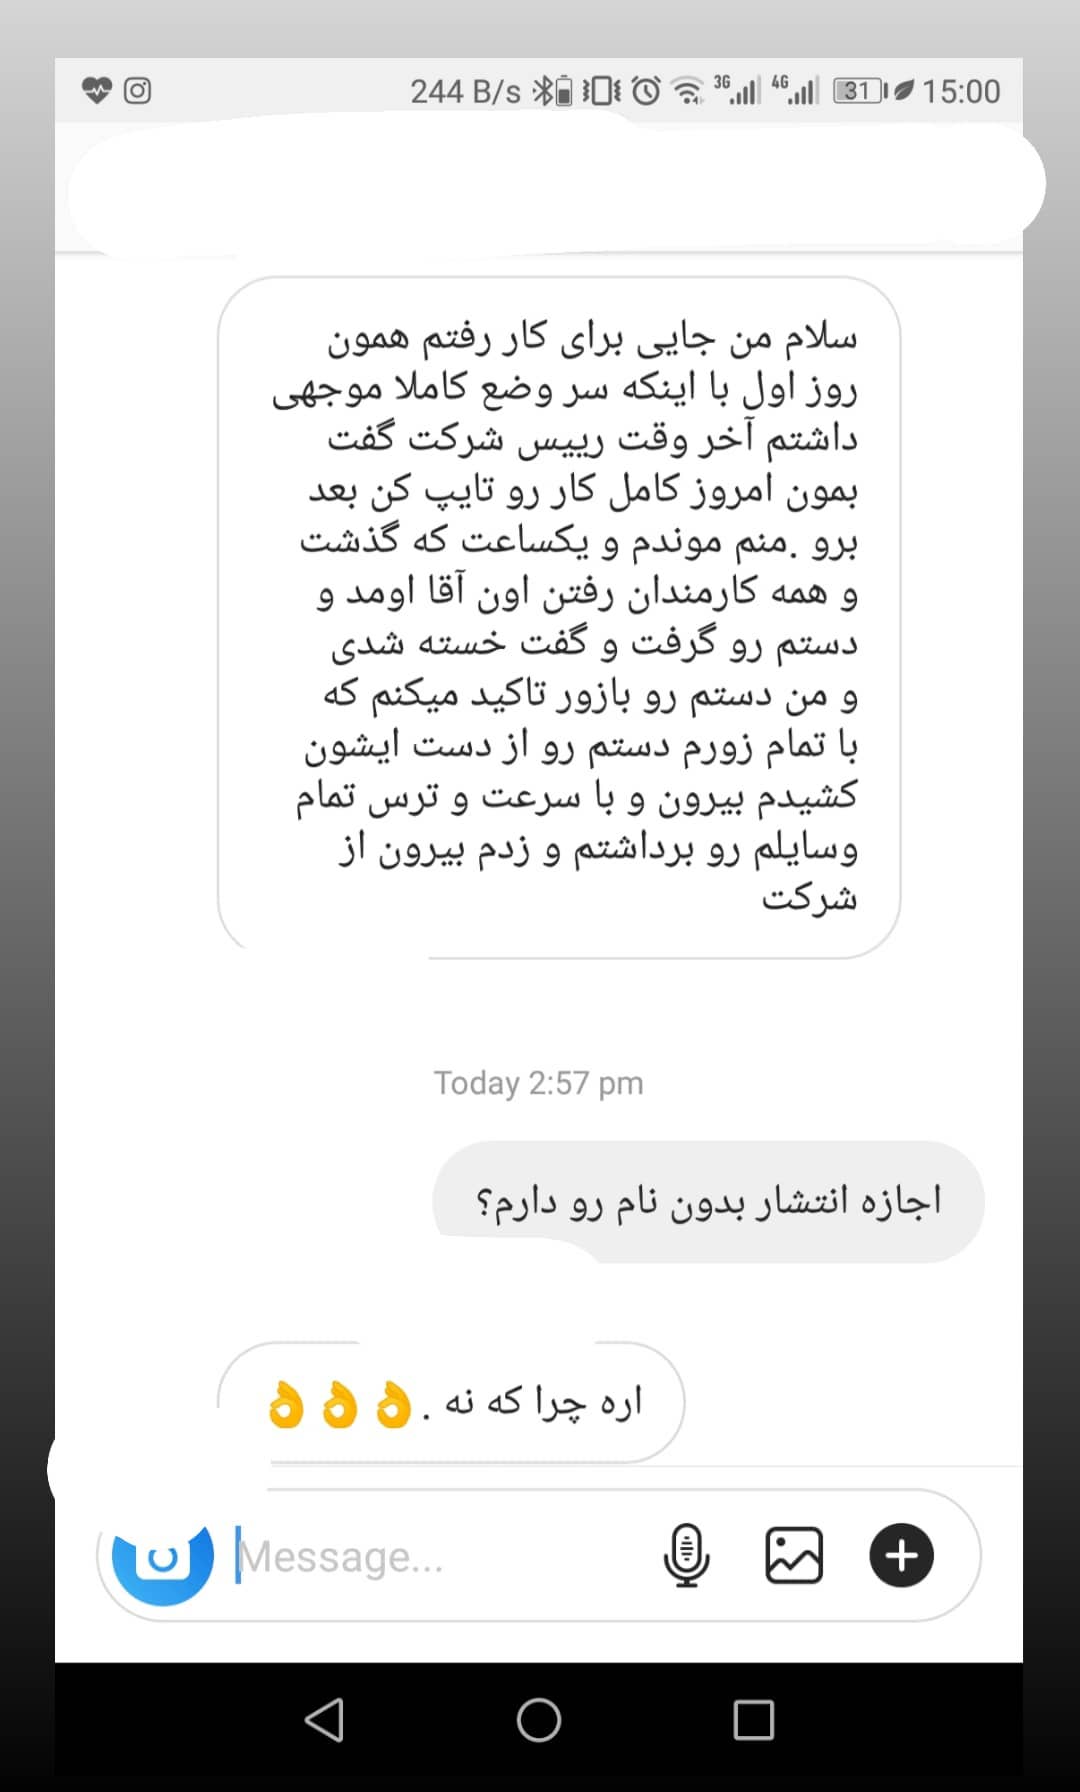 244 B/s 3G 4G 31 15:00
سلام من جایی برای کار رفتم همون
روز اول با اینکه سر وضع کاملا موجهی
داشتم آخر وقت رییس شرکت گفت
بمون امروز کامل کار رو تایپ کن بعد
برو .منم موندم و یکساعت که گذشت
و همه کارمندان رفتن اون آقا اومد و
دستم رو گرفت و گفت خسته شدی
و من دستم رو بازور تاکید میکنم که
با تمام زورم دستم رو از دست ایشون
کشیدم بیرون و با سرعت و ترس تمام
وسایلم رو برداشتم و زدم بیرون از
شرکت
Today 2:57 pm
اجازه انتشار بدون نام رو دارم؟
اره چرا که نه .👌👌👌
Message...